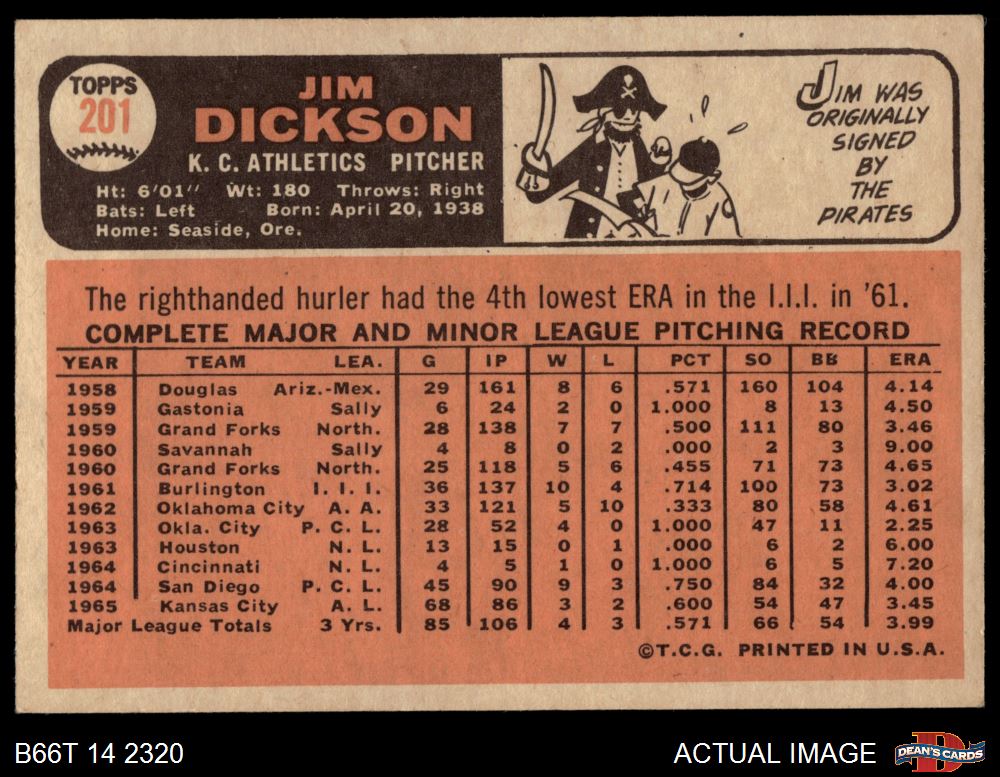 TOPPS
201
JIM
DICKSON
K. C. ATHLETICS PITCHER
Ht: 6'01" Wt: 180 Throws: Right
Bats: Left Born: April 20, 1938
Home: Seaside, Ore.
JIM WAS
ORIGINALLY
SIGNED
BY
THE
PIRATES
The righthanded hurler had the 4th lowest ERA in the I.I.I. in '61.
COMPLETE MAJOR AND MINOR LEAGUE PITCHING RECORD
YEAR TEAM LEA. G IP W L PCT SO BB ERA
1958 Douglas Ariz.-Mex. 29 161 8 6 .571 160 104 4.14
1959 Gastonia Sally 6 24 2 0 1.000 8 13 4.50
1959 Grand Forks North. 28 138 7 7 .500 111 80 3.46
1960 Savannah Sally 4 8 0 2 .000 2 3 9.00
1960 Grand Forks North. 25 118 5 6 .455 71 73 4.65
1961 Burlington I. I. I. 36 137 10 4 .714 100 73 3.02
1962 Oklahoma City A. A. 33 121 5 10 .333 80 58 4.61
1963 Okla. City P. C. L. 28 52 4 0 1.000 47 11 2.25
1963 Houston N. L. 13 15 0 1 .000 6 2 6.00
1964 Cincinnati N. L. 4 5 1 0 1.000 6 5 7.20
1964 San Diego P. C. L. 45 90 9 3 .750 84 32 4.00
1965 Kansas City A. L. 68 86 3 2 .600 54 47 3.45
Major League Totals 3 Yrs. 85 106 4 3 .571 66 54 3.99
©T.C.G. PRINTED IN U.S.A.
B66T 14 2320
ACTUAL IMAGE
DEAN'S CARDS